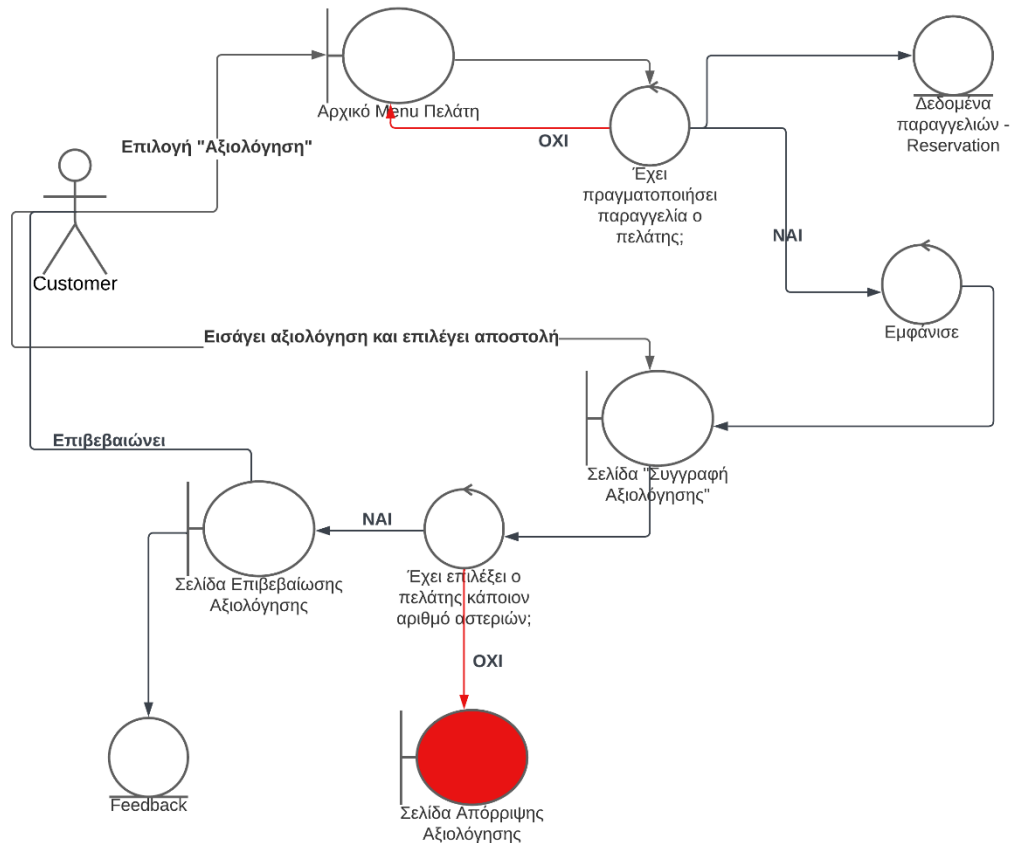 Αρχικό Menu Πελάτη
Δεδομένα
παραγγελιών -
Reservation
ΟΧΙ
Επιλογή "Αξιολόγηση"
Έχει
πραγματοποιήσει
παραγγελία ο
πελάτης;
ΝΑΙ
Customer
Εμφάνισε
Εισάγει αξιολόγηση και επιλέγει αποστολή
Επιβεβαιώνει
Σελίδα "Συγγραφή
Αξιολόγησης"
ΝΑΙ
Σελίδα Επιβεβαίωσης
Αξιολόγησης
Έχει επιλέξει ο
πελάτης κάποιον
αριθμό αστεριών;
ΟΧΙ
Feedback
Σελίδα Απόρριψης
Αξιολόγησης